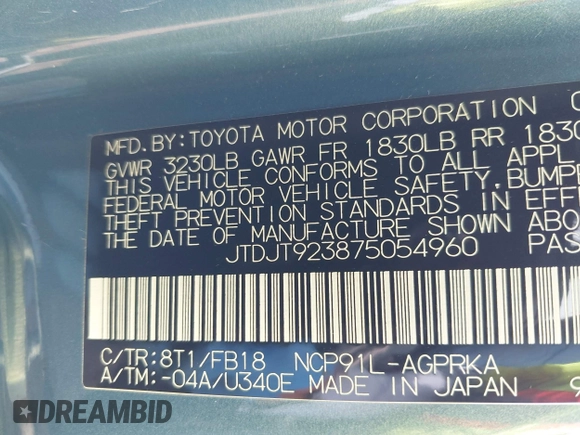 MFD. BY: TOYOTA MOTOR CORPORATION
GVWR 3230LB GAWR FR 1830LB RR 1830
THIS VEHICLE CONFORMS TO ALL APPL
FEDERAL MOTOR VEHICLE SAFETY, BUMPE
THEFT PREVENTION STANDARDS IN EFF
THE DATE OF MANUFACTURE SHOWN ABO
JTDJT923875054960 PAS
C/TR: 8T1/FB18 NCP91L-AGPRKA
A/TM: -04A/U340E MADE IN JAPAN
DREAMBID